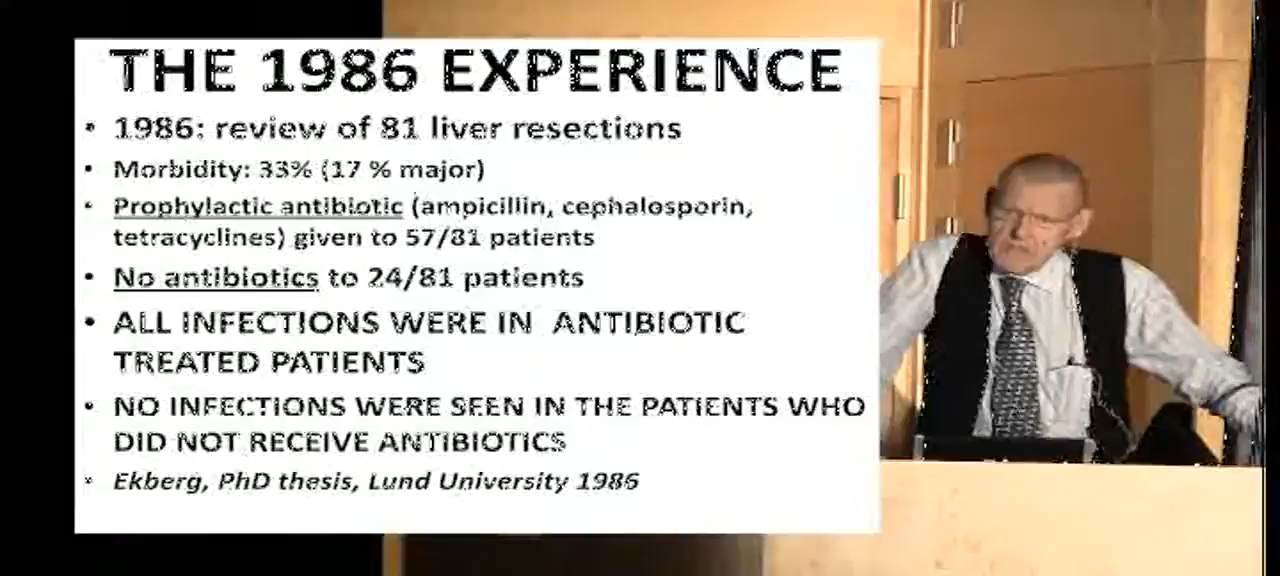 THE 1986 EXPERIENCE
• 1986: review of 81 liver resections
• Morbidity: 33% (17 % major)
• Prophylactic antibiotic (ampicillin, cephalosporin,
tetracyclines) given to 57/81 patients
• No antibiotics to 24/81 patients
• ALL INFECTIONS WERE IN ANTIBIOTIC
TREATED PATIENTS
• NO INFECTIONS WERE SEEN IN THE PATIENTS WHO
DID NOT RECEIVE ANTIBIOTICS
• Ekberg, PhD thesis, Lund University 1986